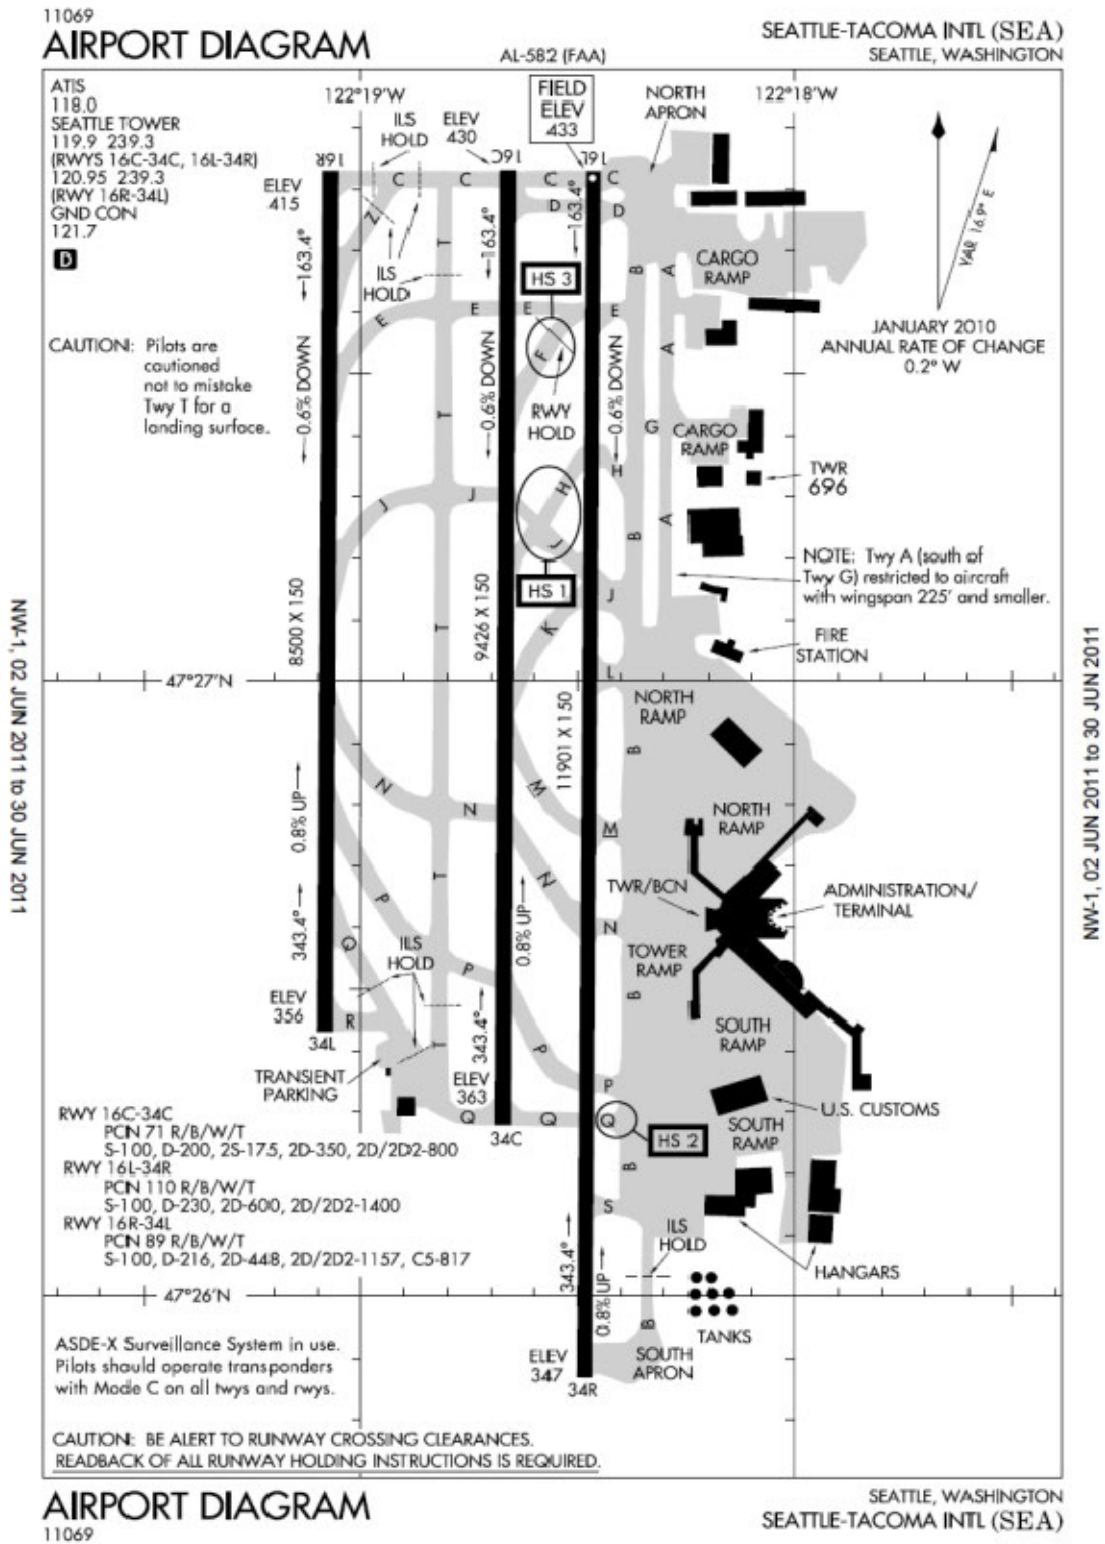 11069
AIRPORT DIAGRAM
AL-582 (FAA)
SEATTLE-TACOMA INTL (SEA)
SEATTLE, WASHINGTON
ATIS
118.0
SEATTLE TOWER
119.9 239.3
(RWYS 16C-34C, 16L-34R)
120.95 239.3
(RWY 16R-34L)
GND CON
121.7
D
122°19'W
ILS
HOLD
ELEV
430
FIELD
ELEV
433
NORTH
APRON
122°18'W
16R
16C
16L
ELEV
415
C
C
C
C
Z
D
D
T
163.4°
163.4°
163.4°
ILS
HOLD
HS 3
B
A
CARGO
RAMP
VAR 16.9° E
JANUARY 2010
ANNUAL RATE OF CHANGE
0.2° W
E
E
E
E
F
A
CAUTION: Pilots are
cautioned
not to mistake
Twy T for a
landing surface.
0.6% DOWN
0.6% DOWN
0.6% DOWN
RWY
HOLD
T
G
CARGO
RAMP
TWR
696
H
H
J
J
J
B
A
HS 1
NOTE: Twy A (south of
Twy G) restricted to aircraft
with wingspan 225' and smaller.
J
K
T
8500 X 150
9426 X 150
FIRE
STATION
47°27'N
L
NORTH
RAMP
11901 X 150
B
N
N
M
M
NORTH
RAMP
0.8% UP
T
N
P
TWR/BCN
ADMINISTRATION/
TERMINAL
343.4°
0.8% UP
N
Q
ILS
HOLD
P
TOWER
RAMP
B
ELEV
356
R
34L
343.4°
T
P
SOUTH
RAMP
TRANSIENT
PARKING
ELEV
363
P
Q
Q
Q
34C
HS 2
U.S. CUSTOMS
SOUTH
RAMP
B
RWY 16C-34C
PCN 71 R/B/W/T
S-100, D-200, 2S-175, 2D-350, 2D/2D2-800
RWY 16L-34R
PCN 110 R/B/W/T
S-100, D-230, 2D-600, 2D/2D2-1400
RWY 16R-34L
PCN 89 R/B/W/T
S-100, D-216, 2D-448, 2D/2D2-1157, C5-817
S
ILS
HOLD
HANGARS
343.4°
0.8% UP
47°26'N
TANKS
B
ASDE-X Surveillance System in use.
Pilots should operate transponders
with Mode C on all twys and rwys.
ELEV
347
34R
SOUTH
APRON
CAUTION: BE ALERT TO RUNWAY CROSSING CLEARANCES.
READBACK OF ALL RUNWAY HOLDING INSTRUCTIONS IS REQUIRED.
AIRPORT DIAGRAM
11069
SEATTLE, WASHINGTON
SEATTLE-TACOMA INTL (SEA)
NW-1, 02 JUN 2011 to 30 JUN 2011
NW-1, 02 JUN 2011 to 30 JUN 2011